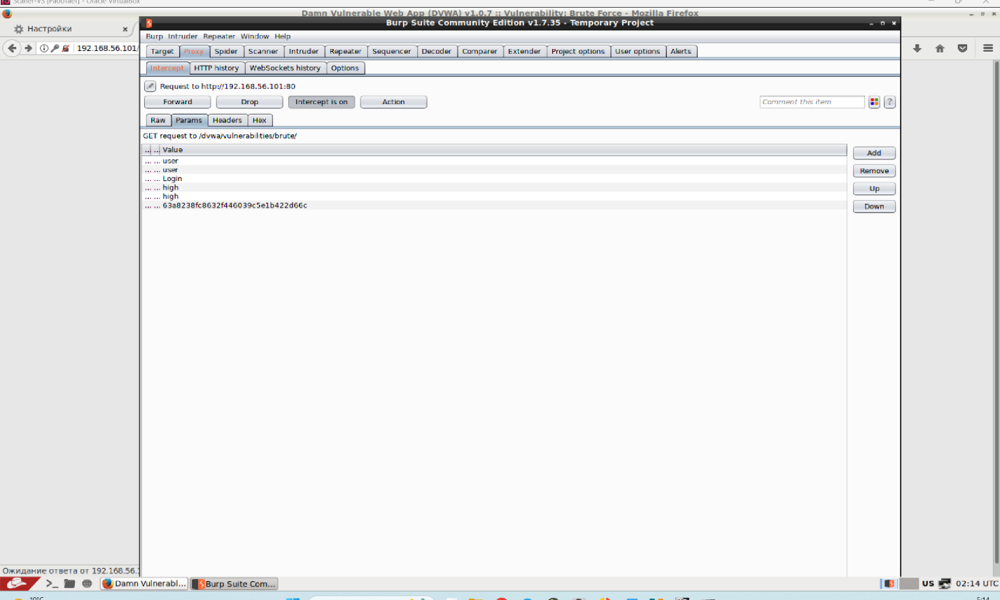 Scaner-VS [Работает] - Oracle VirtualBox
Damn Vulnerable Web App (DVWA) v1.0.7 :: Vulnerability: Brute Force - Mozilla Firefox
Burp Suite Community Edition v1.7.35 - Temporary Project
Настройки
192.168.56.101/
Burp Intruder Repeater Window Help
Target Proxy Spider Scanner Intruder Repeater Sequencer Decoder Comparer Extender Project options User options Alerts
Intercept HTTP history WebSockets history Options
Request to http://192.168.56.101:80
Forward Drop Intercept is on Action Comment this item ?
Raw Params Headers Hex
GET request to /dvwa/vulnerabilities/brute/
... ... Value
... ... user
... ... user
... ... Login
... ... high
... ... high
... ... 63a8238fc8632f446039c5e1b422d66c
Add
Remove
Up
Down
Ожидание ответа от 192.168.56.1
Damn Vulnerabl... Burp Suite Com... US 02:14 UTC
10°C 5:14